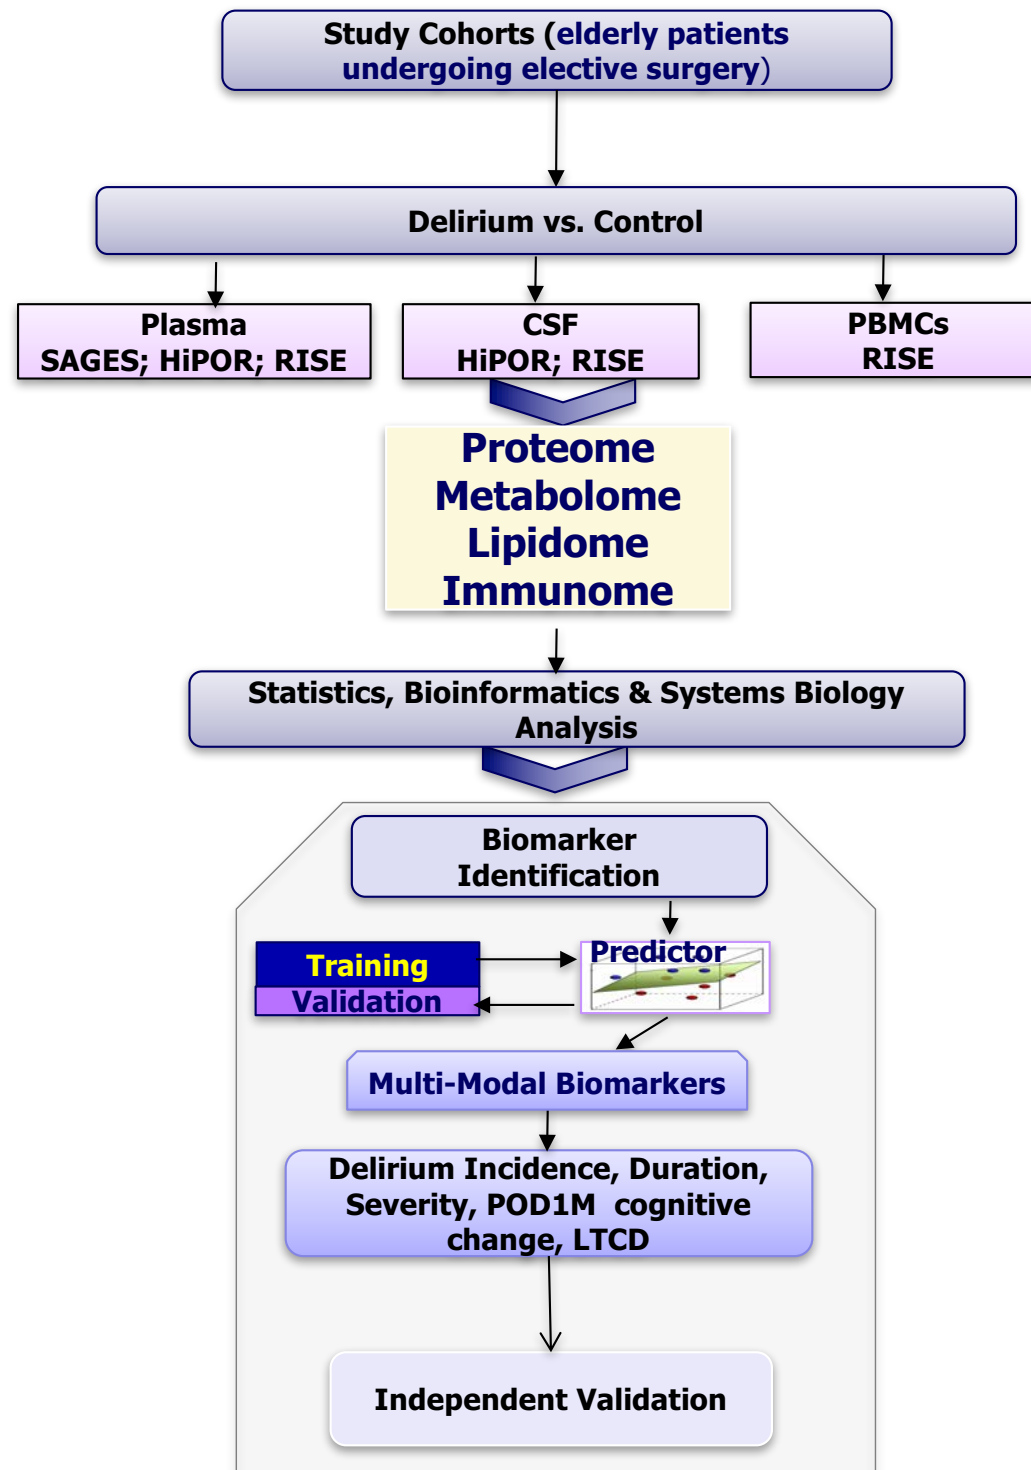 Study Cohorts (elderly patients
undergoing elective surgery)
Delirium vs. Control
Plasma
SAGES; HiPOR; RISE
CSF
HiPOR; RISE
PBMCs
RISE
Proteome
Metabolome
Lipidome
Immunome
Statistics, Bioinformatics & Systems Biology
Analysis
Biomarker
Identification
Training
Validation
Predictor
Multi-Modal Biomarkers
Delirium Incidence, Duration,
Severity, POD1M cognitive
change, LTCD
Independent Validation